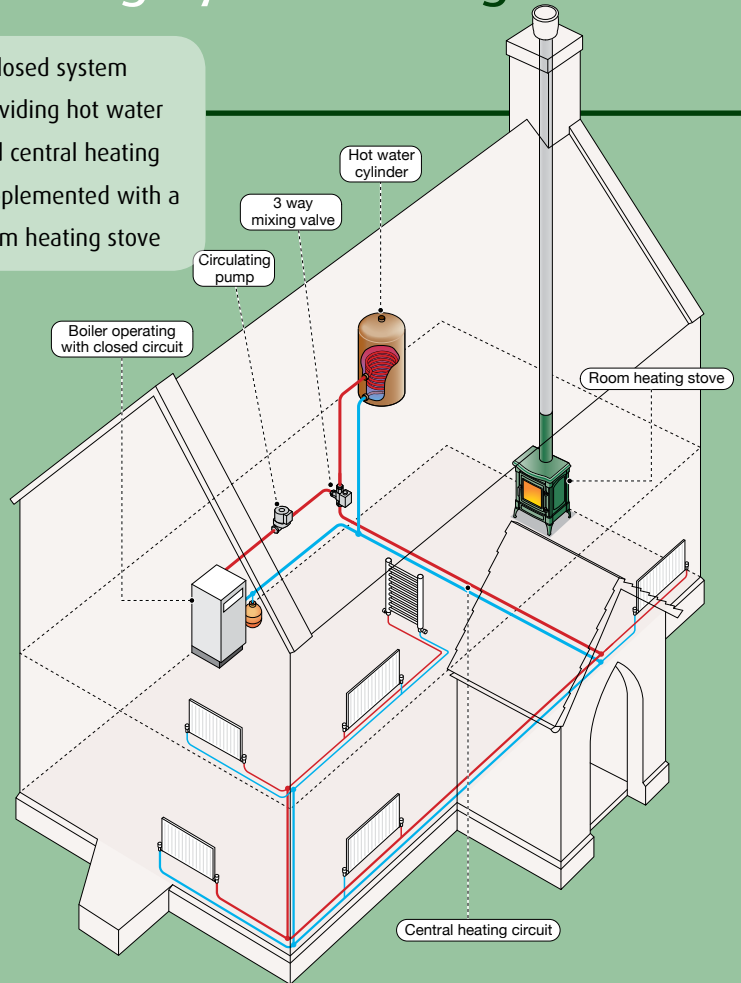 losed system
viding hot water
d central heating
plemented with a
m heating stove
Hot water
cylinder
3 way
mixing valve
Circulating
pump
Boiler operating
with closed circuit
Room heating stove
Central heating circuit